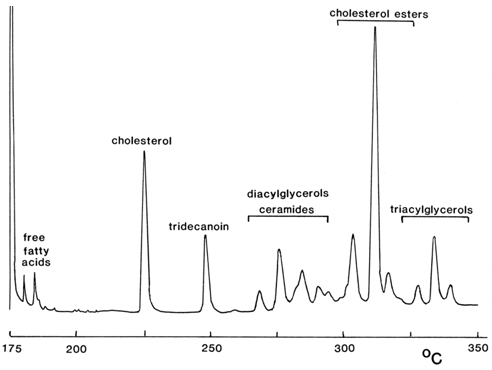 cholesterol esters
cholesterol
diacylglycerols
ceramides
tridecanoin
triacylglycerols
free
fatty
acids
175 200 250 300 350
°C